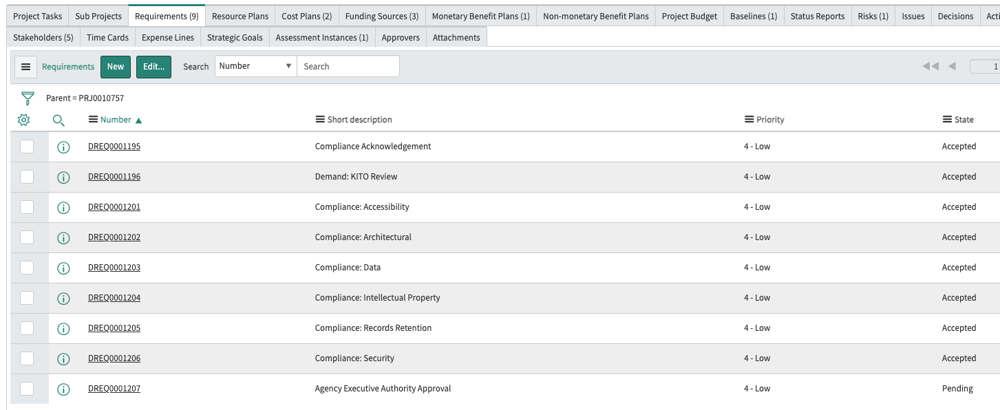 Project Tasks Sub Projects Requirements (9) Resource Plans Cost Plans (2) Funding Sources (3) Monetary Benefit Plans (1) Non-monetary Benefit Plans Project Budget Baselines (1) Status Reports Risks (1) Issues Decisions Acti
Stakeholders (5) Time Cards Expense Lines Strategic Goals Assessment Instances (1) Approvers Attachments
Requirements New Edit... Search Number Search 1
Parent = PRJ0010757
Number Short description Priority State
DREQ0001195 Compliance Acknowledgement 4 - Low Accepted
DREQ0001196 Demand: KITO Review 4 - Low Accepted
DREQ0001201 Compliance: Accessibility 4 - Low Accepted
DREQ0001202 Compliance: Architectural 4 - Low Accepted
DREQ0001203 Compliance: Data 4 - Low Accepted
DREQ0001204 Compliance: Intellectual Property 4 - Low Accepted
DREQ0001205 Compliance: Records Retention 4 - Low Accepted
DREQ0001206 Compliance: Security 4 - Low Accepted
DREQ0001207 Agency Executive Authority Approval 4 - Low Pending